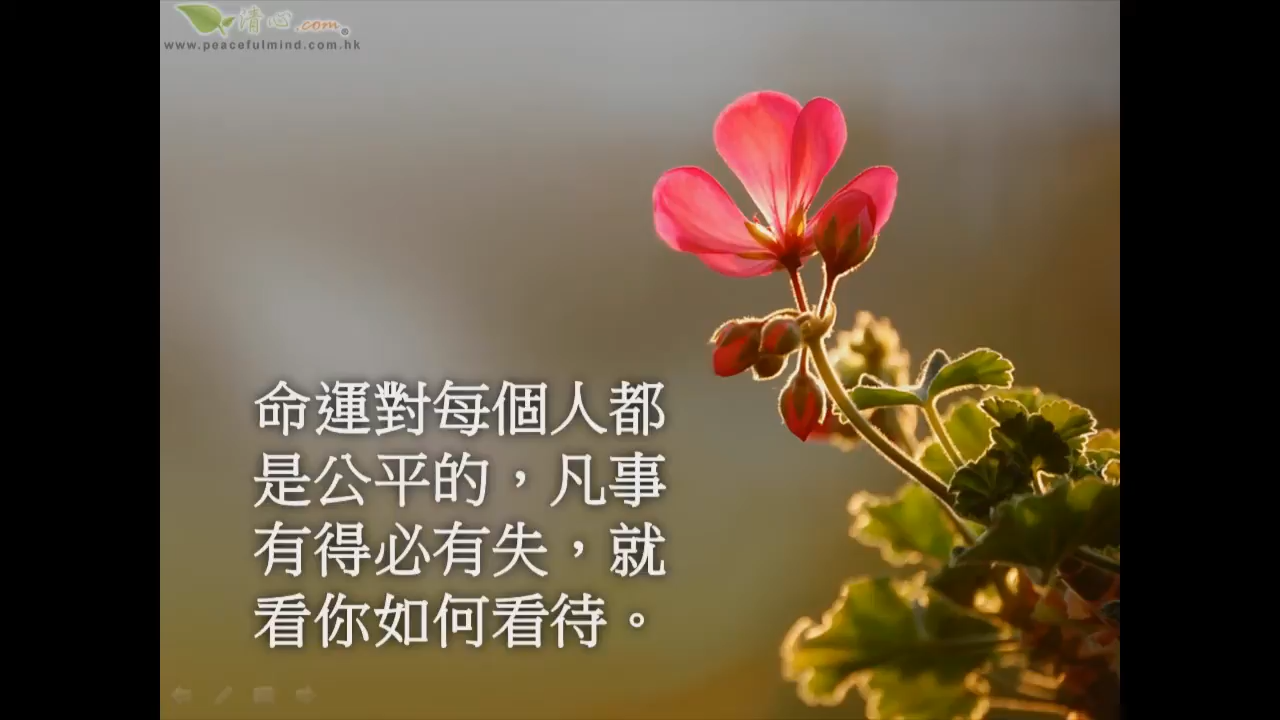 清心.com
www.peacefulmind.com.hk
命運對每個人都
是公平的，凡事
有得必有失，就
看你如何看待。